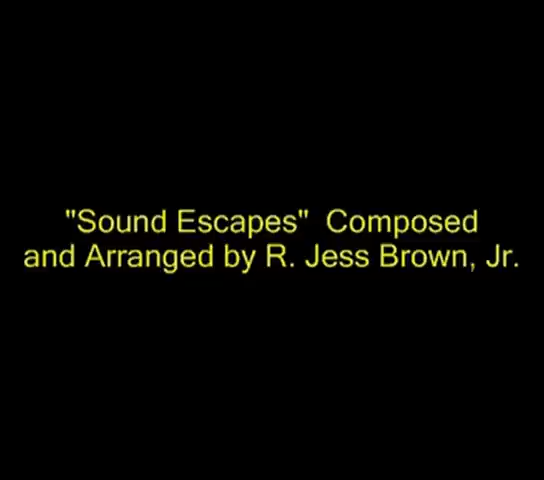 "Sound Escapes"  Composed
and Arranged by R. Jess Brown, Jr.